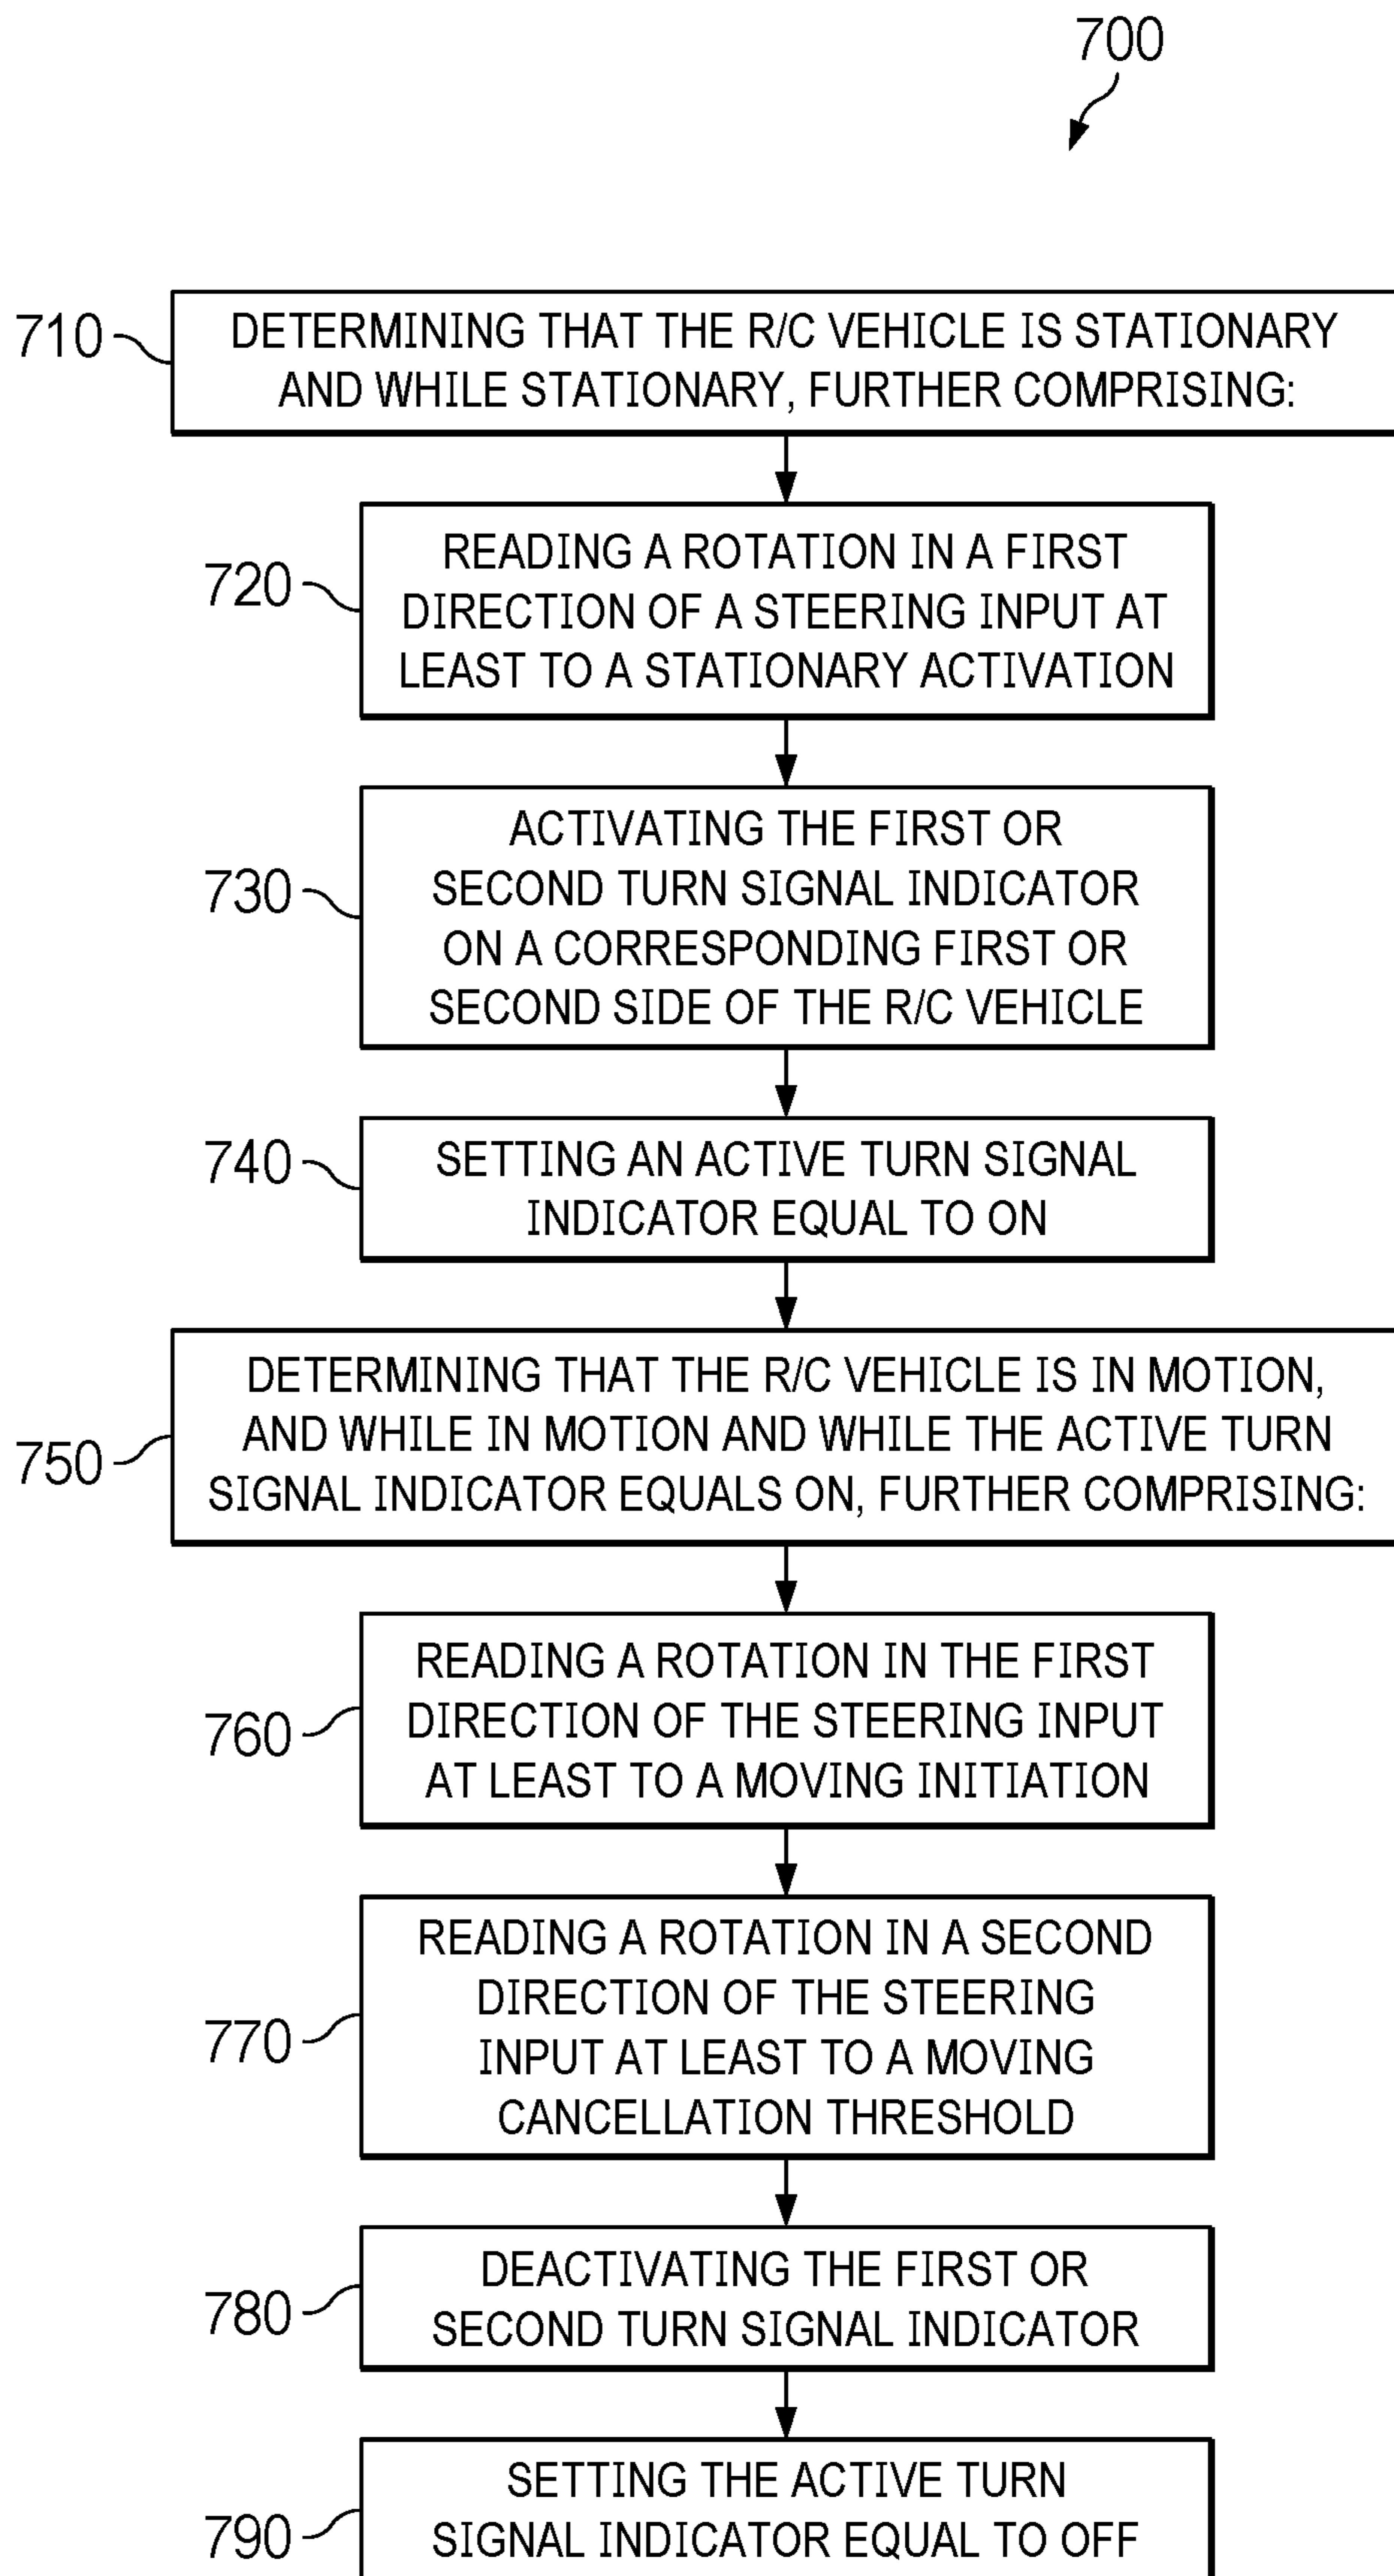 700
710
DETERMINING THAT THE R/C VEHICLE IS STATIONARY
AND WHILE STATIONARY, FURTHER COMPRISING:
720
READING A ROTATION IN A FIRST
DIRECTION OF A STEERING INPUT AT
LEAST TO A STATIONARY ACTIVATION
730
ACTIVATING THE FIRST OR
SECOND TURN SIGNAL INDICATOR
ON A CORRESPONDING FIRST OR
SECOND SIDE OF THE R/C VEHICLE
740
SETTING AN ACTIVE TURN SIGNAL
INDICATOR EQUAL TO ON
750
DETERMINING THAT THE R/C VEHICLE IS IN MOTION,
AND WHILE IN MOTION AND WHILE THE ACTIVE TURN
SIGNAL INDICATOR EQUALS ON, FURTHER COMPRISING:
760
READING A ROTATION IN THE FIRST
DIRECTION OF THE STEERING INPUT
AT LEAST TO A MOVING INITIATION
770
READING A ROTATION IN A SECOND
DIRECTION OF THE STEERING
INPUT AT LEAST TO A MOVING
CANCELLATION THRESHOLD
780
DEACTIVATING THE FIRST OR
SECOND TURN SIGNAL INDICATOR
790
SETTING THE ACTIVE TURN
SIGNAL INDICATOR EQUAL TO OFF